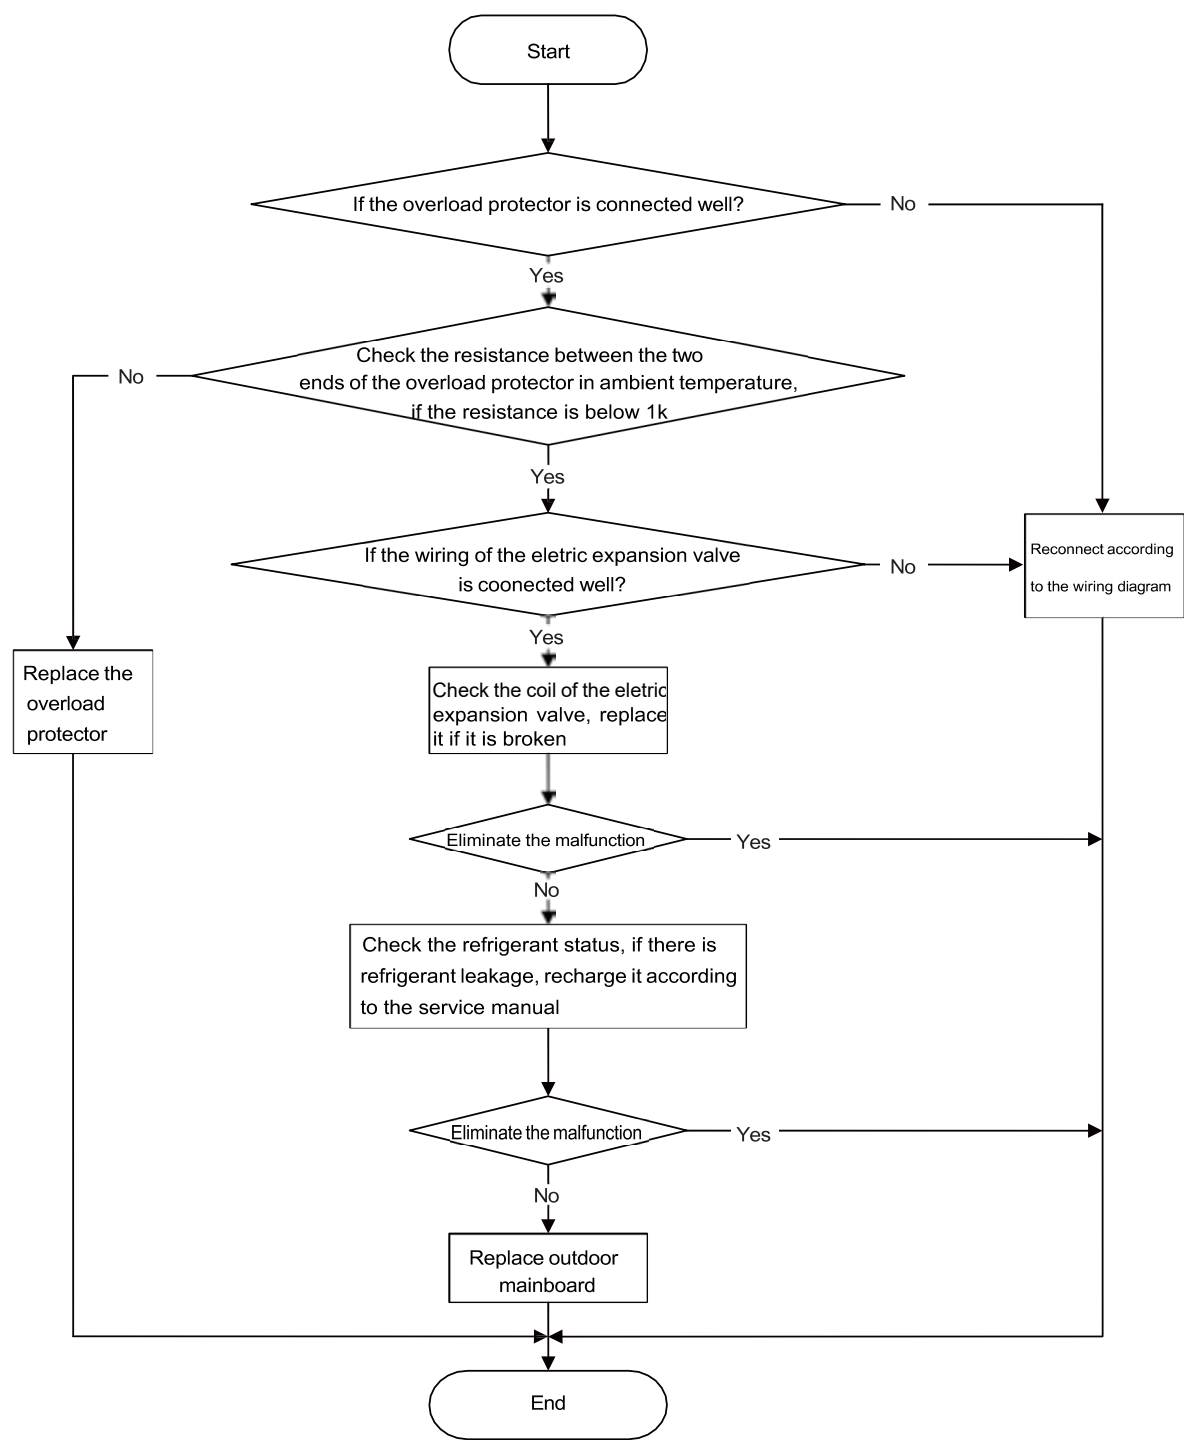 Start
If the overload protector is connected well?
No
Yes
Check the resistance between the two
ends of the overload protector in ambient temperature,
if the resistance is below 1k
No
Yes
If the wiring of the eletric expansion valve
is coonected well?
No
Reconnect according
to the wiring diagram
Yes
Replace the
overload
protector
Check the coil of the eletric
expansion valve, replace
it if it is broken
Eliminate the malfunction
Yes
No
Check the refrigerant status, if there is
refrigerant leakage, recharge it according
to the service manual
Eliminate the malfunction
Yes
No
Replace outdoor
mainboard
End